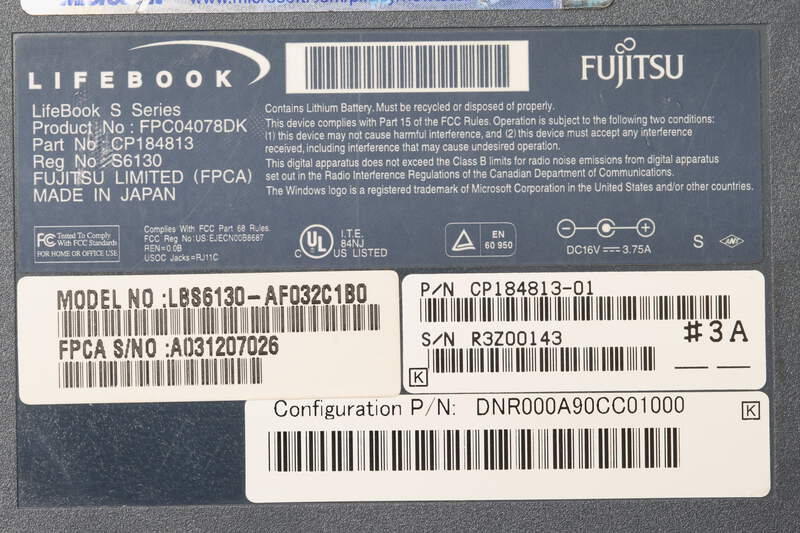 LIFEBOOK
FUJITSU
LifeBook S Series
Product No : FPC04078DK
Part No CP184813
Reg No S6130
FUJITSU LIMITED (FPCA)
MADE IN JAPAN
Contains Lithium Battery. Must be recycled or disposed of properly.
This device complies with Part 15 of the FCC Rules. Operation is subject to the following two conditions:
(1) this device may not cause harmful interference, and (2) this device must accept any interference
received, including interference that may cause undesired operation.
This digital apparatus does not exceed the Class B limits for radio noise emissions from digital apparatus
set out in the Radio Interference Regulations of the Canadian Department of Communications.
The Windows logo is a registered trademark of Microsoft Corporation in the United States and/or other countries.
FC Tested To Comply
With FCC Standards
FOR HOME OR OFFICE USE
Complies with FCC Part 68 Rules.
FCC Reg No:US:EJECN00B8687
REN=0.0B
USOC Jacks=RJ11C
C UL US LISTED
I.T.E.
84NJ
EN
60 950
DC16V 3.75A
S
MODEL NO :LBS6130-AF032C1B0
FPCA S/NO :A031207026
P/N CP184813-01
S/N R3Z00143
#3A
K
Configuration P/N: DNR000A90CC01000
K